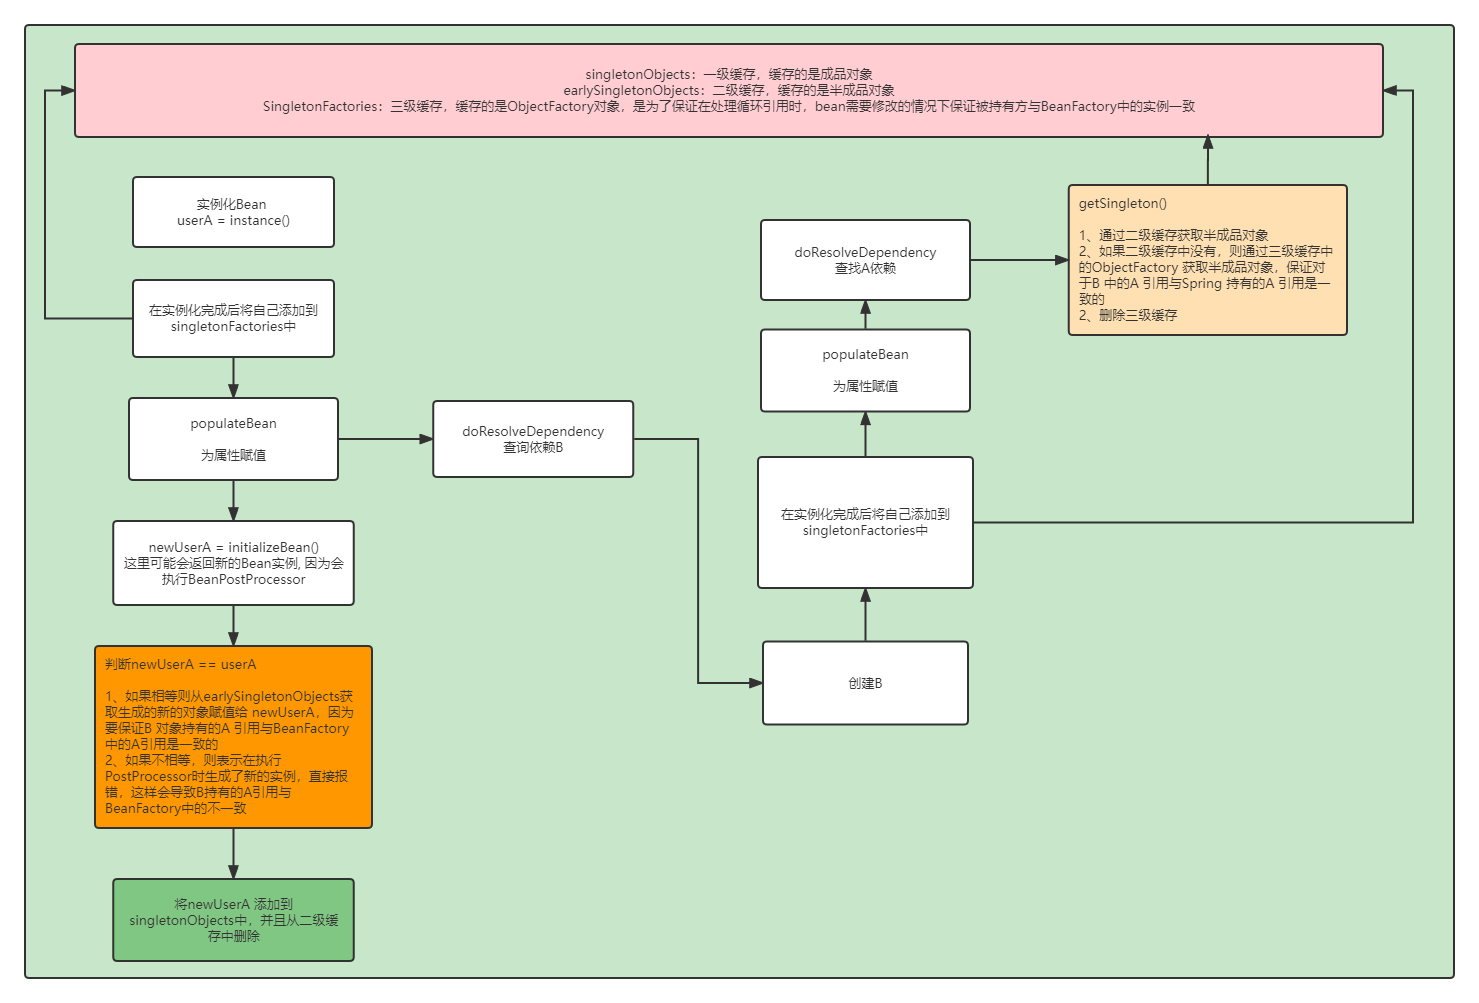 singletonObjects：一级缓存，缓存的是成品对象
earlySingletonObjects：二级缓存，缓存的是半成品对象
SingletonFactories：三级缓存，缓存的是ObjectFactory对象，是为了保证在处理循环引用时，bean需要修改的情况下保证被持有方与BeanFactory中的实例一致
实例化Bean
userA = instance()
在实例化完成后将自己添加到
singletonFactories中
populateBean
为属性赋值
newUserA = initializeBean()
这里可能会返回新的Bean实例, 因为会
执行BeanPostProcessor
判断newUserA == userA
1、如果相等则从earlySingletonObjects获
取生成的新的对象赋值给 newUserA，因为
要保证B 对象持有的A 引用与BeanFactory
中的A引用是一致的
2、如果不相等，则表示在执行
PostProcessor时生成了新的实例，直接报
错，这样会导致B持有的A引用与
BeanFactory中的不一致
将newUserA 添加到
singletonObjects中，并且从二级缓
存中删除
doResolveDependency
查询依赖B
创建B
在实例化完成后将自己添加到
singletonFactories中
populateBean
为属性赋值
doResolveDependency
查找A依赖
getSingleton()
1、通过二级缓存获取半成品对象
2、如果二级缓存中没有，则通过三级缓存中
的ObjectFactory 获取半成品对象，保证对
于B 中的A 引用与Spring 持有的A 引用是一
致的
2、删除三级缓存